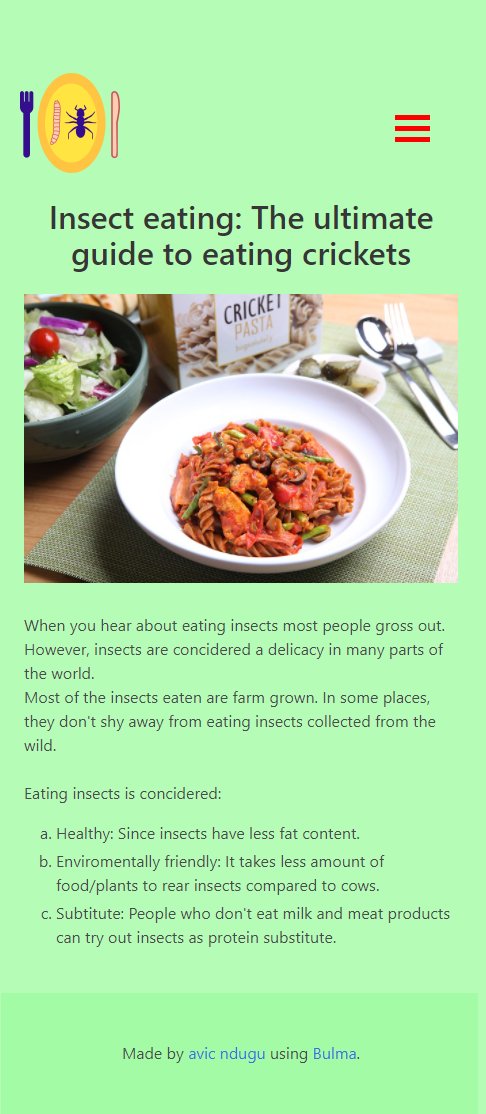 Insect eating: The ultimate
guide to eating crickets
CRICKET
PASTA
When you hear about eating insects most people gross out.
However, insects are concidered a delicacy in many parts of
the world.
Most of the insects eaten are farm grown. In some places,
they don't shy away from eating insects collected from the
wild.
Eating insects is concidered:
a. Healthy: Since insects have less fat content.
b. Enviromentally friendly: It takes less amount of
food/plants to rear insects compared to cows.
c. Subtitute: People who don't eat milk and meat products
can try out insects as protein substitute.
Made by avic ndugu using Bulma.